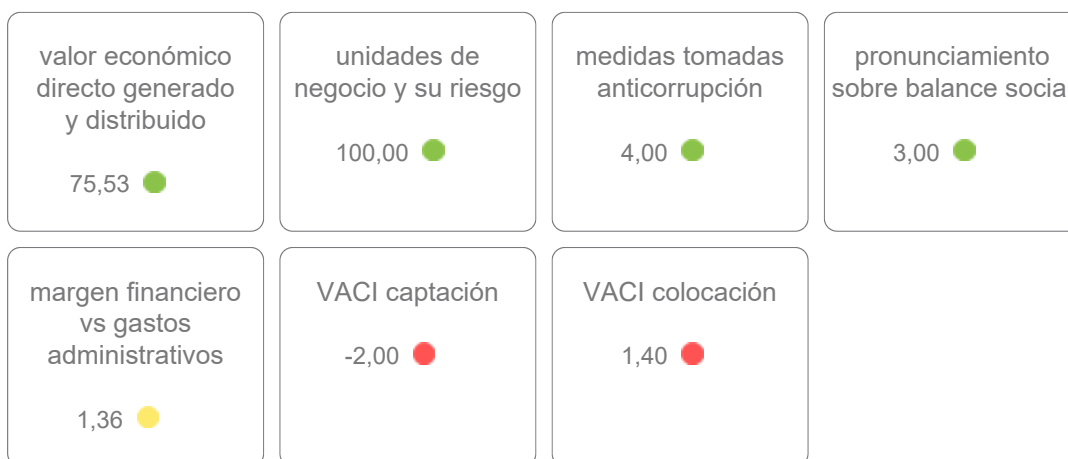 valor económico
directo generado
y distribuido
75,53
unidades de
negocio y su riesgo
100,00
medidas tomadas
anticorrupción
4,00
pronunciamiento
sobre balance socia
3,00
margen financiero
vs gastos
administrativos
1,36
VACI captación
-2,00
VACI colocación
1,40